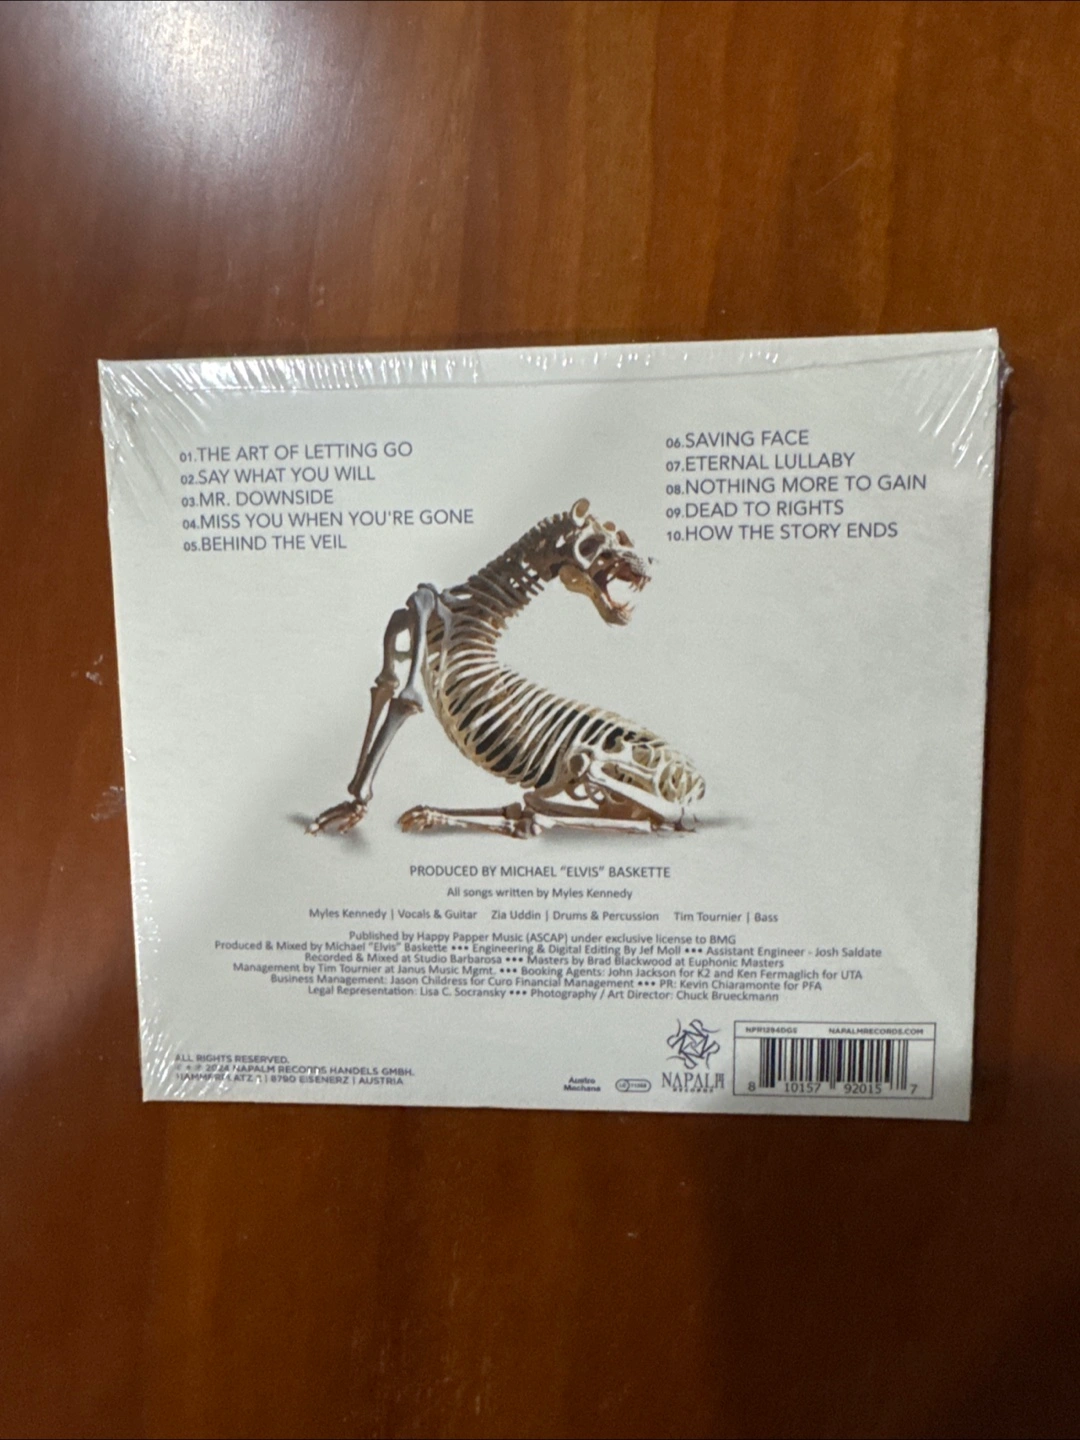 01.THE ART OF LETTING GO
02.SAY WHAT YOU WILL
03.MR. DOWNSIDE
04.MISS YOU WHEN YOU'RE GONE
05.BEHIND THE VEIL
06.SAVING FACE
07.ETERNAL LULLABY
08.NOTHING MORE TO GAIN
09.DEAD TO RIGHTS
10.HOW THE STORY ENDS
PRODUCED BY MICHAEL "ELVIS" BASKETTE
All songs written by Myles Kennedy
Myles Kennedy | Vocals & Guitar Zia Uddin | Drums & Percussion Tim Tournier | Bass
Published by Happy Papper Music (ASCAP) under exclusive license to BMG
Produced & Mixed by Michael "Elvis" Baskette ••• Engineering & Digital Editing By Jef Moll ••• Assistant Engineer - Josh Saldate
Recorded & Mixed at Studio Barbarosa ••• Masters by Brad Blackwood at Euphonic Masters
Management by Tim Tournier at Janus Music Mgmt. ••• Booking Agents: John Jackson for K2 and Ken Fermaglich for UTA
Business Management: Jason Childress for Curo Financial Management ••• PR: Kevin Chiaramonte for PFA
Legal Representation: Lisa C. Socransky ••• Photography / Art Director: Chuck Brueckmann
ALL RIGHTS RESERVED.
2024 NAPALM RECORDS HANDELS GMBH.
8790 EISENERZ | AUSTRIA
Austro
Mechana
NAPALM
RECORDS
NPR1294DGS NAPALMRECORDS.COM
8 10157 92015 7